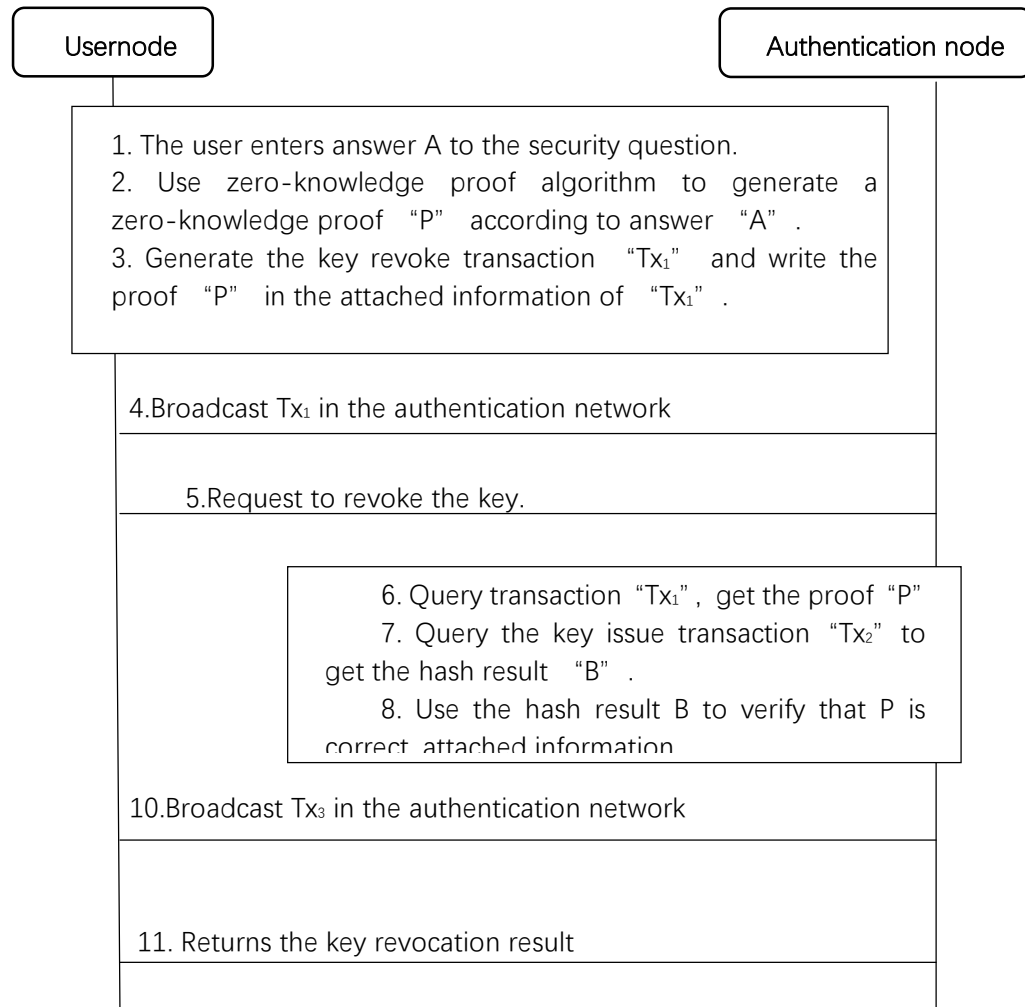 Usernode
Authentication node
1. The user enters answer A to the security question.
2. Use zero-knowledge proof algorithm to generate a
zero-knowledge proof “P” according to answer “A” .
3. Generate the key revoke transaction “Tx₁” and write the
proof “P” in the attached information of “Tx₁” .
4.Broadcast Tx₁ in the authentication network
5.Request to revoke the key.
6. Query transaction “Tx₁”, get the proof “P”
7. Query the key issue transaction “Tx₂” to
get the hash result “B” .
8. Use the hash result B to verify that P is
correct attached information
10.Broadcast Tx₃ in the authentication network
11. Returns the key revocation result